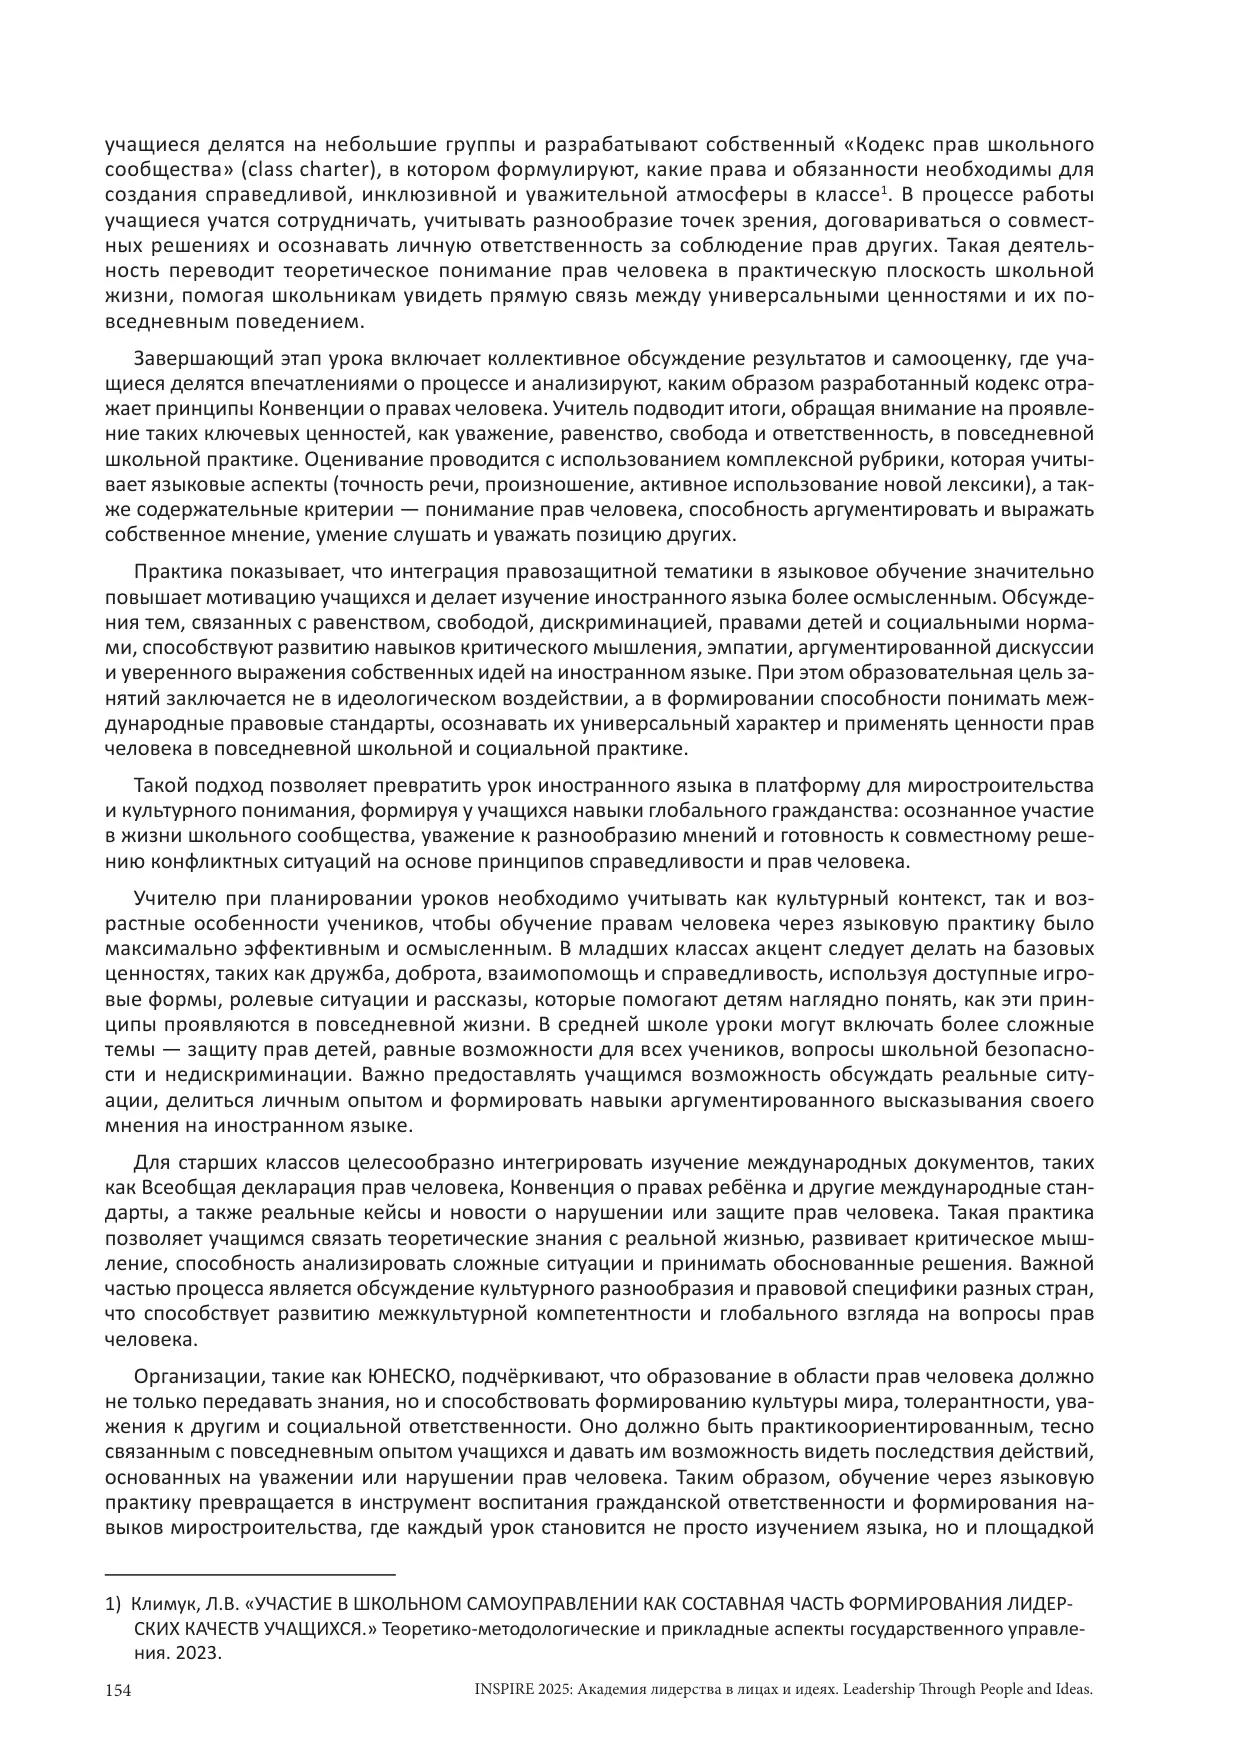 учащиеся делятся на небольшие группы и разрабатывают собственный «Кодекс прав школьного
сообщества» (class charter), в котором формулируют, какие права и обязанности необходимы для
создания справедливой, инклюзивной и уважительной атмосферы в классе¹. В процессе работы
учащиеся учатся сотрудничать, учитывать разнообразие точек зрения, договариваться о совмест-
ных решениях и осознавать личную ответственность за соблюдение прав других. Такая деятель-
ность переводит теоретическое понимание прав человека в практическую плоскость школьной
жизни, помогая школьникам увидеть прямую связь между универсальными ценностями и их по-
вседневным поведением.
Завершающий этап урока включает коллективное обсуждение результатов и самооценку, где уча-
щиеся делятся впечатлениями о процессе и анализируют, каким образом разработанный кодекс отра-
жает принципы Конвенции о правах человека. Учитель подводит итоги, обращая внимание на проявле-
ние таких ключевых ценностей, как уважение, равенство, свобода и ответственность, в повседневной
школьной практике. Оценивание проводится с использованием комплексной рубрики, которая учиты-
вает языковые аспекты (точность речи, произношение, активное использование новой лексики), а так-
же содержательные критерии — понимание прав человека, способность аргументировать и выражать
собственное мнение, умение слушать и уважать позицию других.
Практика показывает, что интеграция правозащитной тематики в языковое обучение значительно
повышает мотивацию учащихся и делает изучение иностранного языка более осмысленным. Обсужде-
ния тем, связанных с равенством, свободой, дискриминацией, правами детей и социальными норма-
ми, способствуют развитию навыков критического мышления, эмпатии, аргументированной дискуссии
и уверенного выражения собственных идей на иностранном языке. При этом образовательная цель за-
нятий заключается не в идеологическом воздействии, а в формировании способности понимать меж-
дународные правовые стандарты, осознавать их универсальный характер и применять ценности прав
человека в повседневной школьной и социальной практике.
Такой подход позволяет превратить урок иностранного языка в платформу для миростроительства
и культурного понимания, формируя у учащихся навыки глобального гражданства: осознанное участие
в жизни школьного сообщества, уважение к разнообразию мнений и готовность к совместному реше-
нию конфликтных ситуаций на основе принципов справедливости и прав человека.
Учителю при планировании уроков необходимо учитывать как культурный контекст, так и воз-
растные особенности учеников, чтобы обучение правам человека через языковую практику было
максимально эффективным и осмысленным. В младших классах акцент следует делать на базовых
ценностях, таких как дружба, доброта, взаимопомощь и справедливость, используя доступные игро-
вые формы, ролевые ситуации и рассказы, которые помогают детям наглядно понять, как эти прин-
ципы проявляются в повседневной жизни. В средней школе уроки могут включать более сложные
темы — защиту прав детей, равные возможности для всех учеников, вопросы школьной безопасно-
сти и недискриминации. Важно предоставлять учащимся возможность обсуждать реальные ситу-
ации, делиться личным опытом и формировать навыки аргументированного высказывания своего
мнения на иностранном языке.
Для старших классов целесообразно интегрировать изучение международных документов, таких
как Всеобщая декларация прав человека, Конвенция о правах ребёнка и другие международные стан-
дарты, а также реальные кейсы и новости о нарушении или защите прав человека. Такая практика
позволяет учащимся связать теоретические знания с реальной жизнью, развивает критическое мыш-
ление, способность анализировать сложные ситуации и принимать обоснованные решения. Важной
частью процесса является обсуждение культурного разнообразия и правовой специфики разных стран,
что способствует развитию межкультурной компетентности и глобального взгляда на вопросы прав
человека.
Организации, такие как ЮНЕСКО, подчёркивают, что образование в области прав человека должно
не только передавать знания, но и способствовать формированию культуры мира, толерантности, ува-
жения к другим и социальной ответственности. Оно должно быть практикоориентированным, тесно
связанным с повседневным опытом учащихся и давать им возможность видеть последствия действий,
основанных на уважении или нарушении прав человека. Таким образом, обучение через языковую
практику превращается в инструмент воспитания гражданской ответственности и формирования на-
выков миростроительства, где каждый урок становится не просто изучением языка, но и площадкой
1) Климук, Л.В. «УЧАСТИЕ В ШКОЛЬНОМ САМОУПРАВЛЕНИИ КАК СОСТАВНАЯ ЧАСТЬ ФОРМИРОВАНИЯ ЛИДЕР-
СКИХ КАЧЕСТВ УЧАЩИХСЯ.» Теоретико-методологические и прикладные аспекты государственного управле-
ния. 2023.
154 INSPIRE 2025: Академия лидерства в лицах и идеях. Leadership Through People and Ideas.